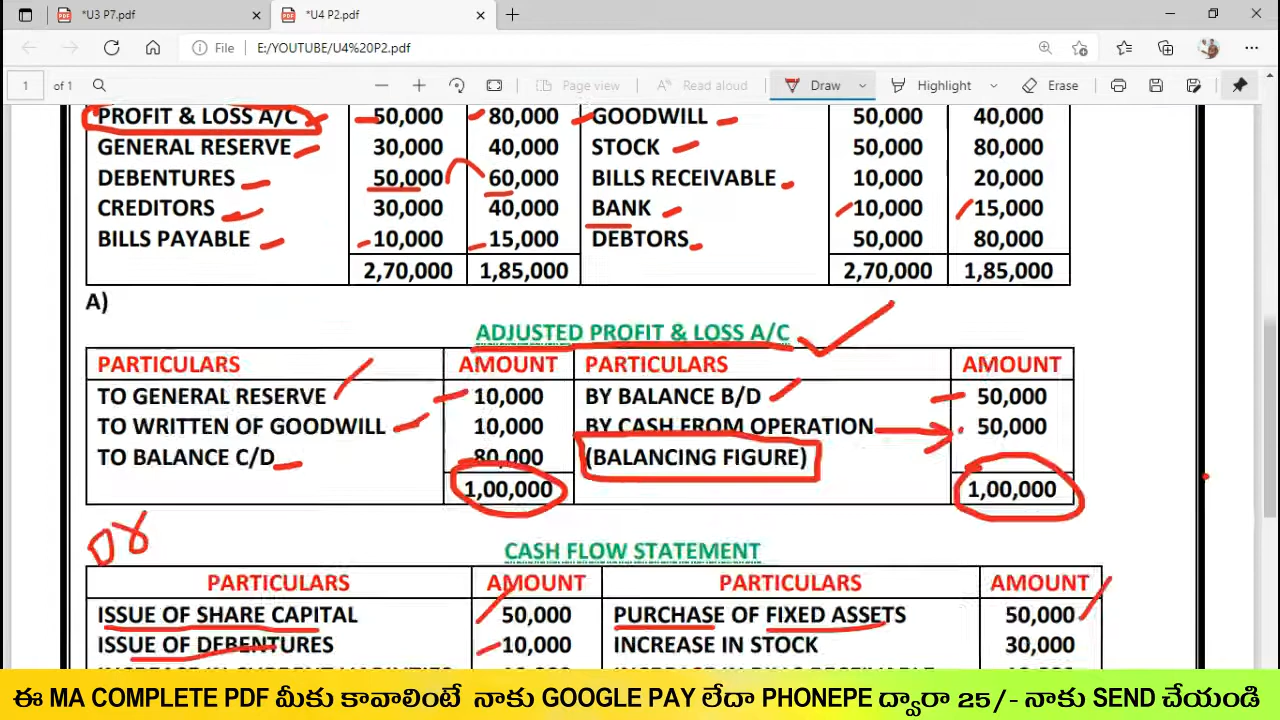 *U3 P7.pdf
*U4 P2.pdf
File E:/YOUTUBE/U4%20P2.pdf
1 of 1 Page view Read aloud Draw Highlight Erase
PROFIT & LOSS A/C 50,000 80,000 GOODWILL 50,000 40,000
GENERAL RESERVE 30,000 40,000 STOCK 50,000 80,000
DEBENTURES 50,000 60,000 BILLS RECEIVABLE 10,000 20,000
CREDITORS 30,000 40,000 BANK 10,000 15,000
BILLS PAYABLE 10,000 15,000 DEBTORS 50,000 80,000
2,70,000 1,85,000 2,70,000 1,85,000
A)
ADJUSTED PROFIT & LOSS A/C
PARTICULARS AMOUNT PARTICULARS AMOUNT
TO GENERAL RESERVE 10,000 BY BALANCE B/D 50,000
TO WRITTEN OF GOODWILL 10,000 BY CASH FROM OPERATION 50,000
TO BALANCE C/D 80,000 (BALANCING FIGURE)
1,00,000 1,00,000
CASH FLOW STATEMENT
PARTICULARS AMOUNT PARTICULARS AMOUNT
ISSUE OF SHARE CAPITAL 50,000 PURCHASE OF FIXED ASSETS 50,000
ISSUE OF DEBENTURES 10,000 INCREASE IN STOCK 30,000
ఈ MA COMPLETE PDF మీకు కావాలింటే నాకు GOOGLE PAY లేదా PHONEPE ద్వారా 25/- నాకు SEND చేయండి